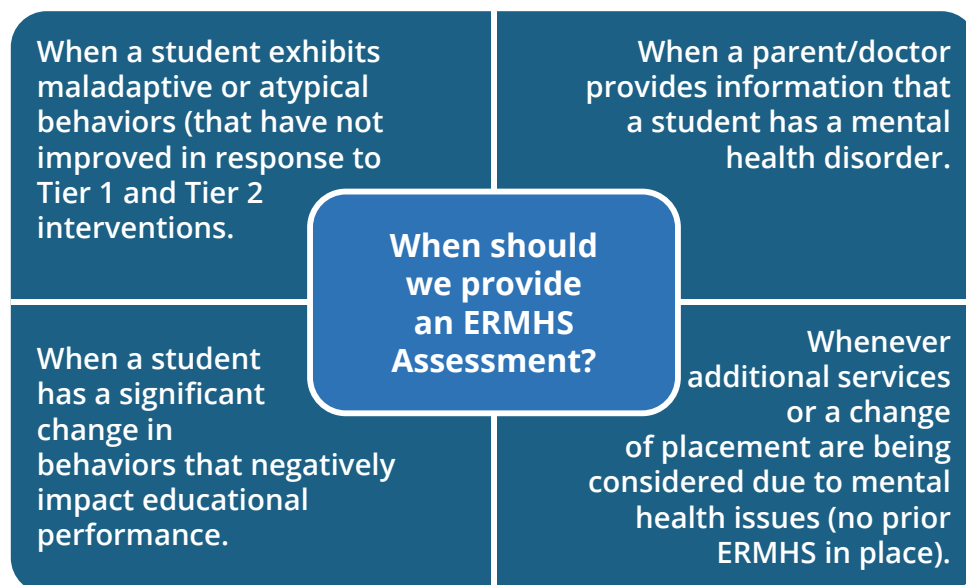 When a student exhibits
maladaptive or atypical
behaviors (that have not
improved in response to
Tier 1 and Tier 2
interventions.
When a parent/doctor
provides information that
a student has a mental
health disorder.
When should
we provide
an ERMHS
Assessment?
When a student
has a significant
change in
behaviors that negatively
impact educational
performance.
Whenever
additional services
or a change
of placement are being
considered due to mental
health issues (no prior
ERMHS in place).